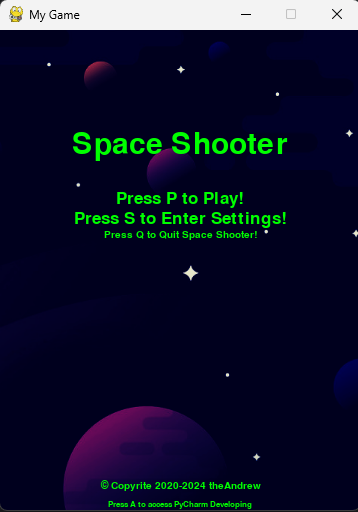 My Game
Space Shooter
Press P to Play!
Press S to Enter Settings!
Press Q to Quit Space Shooter!
© Copyrite 2020-2024 theAndrew
Press A to access PyCharm Developing